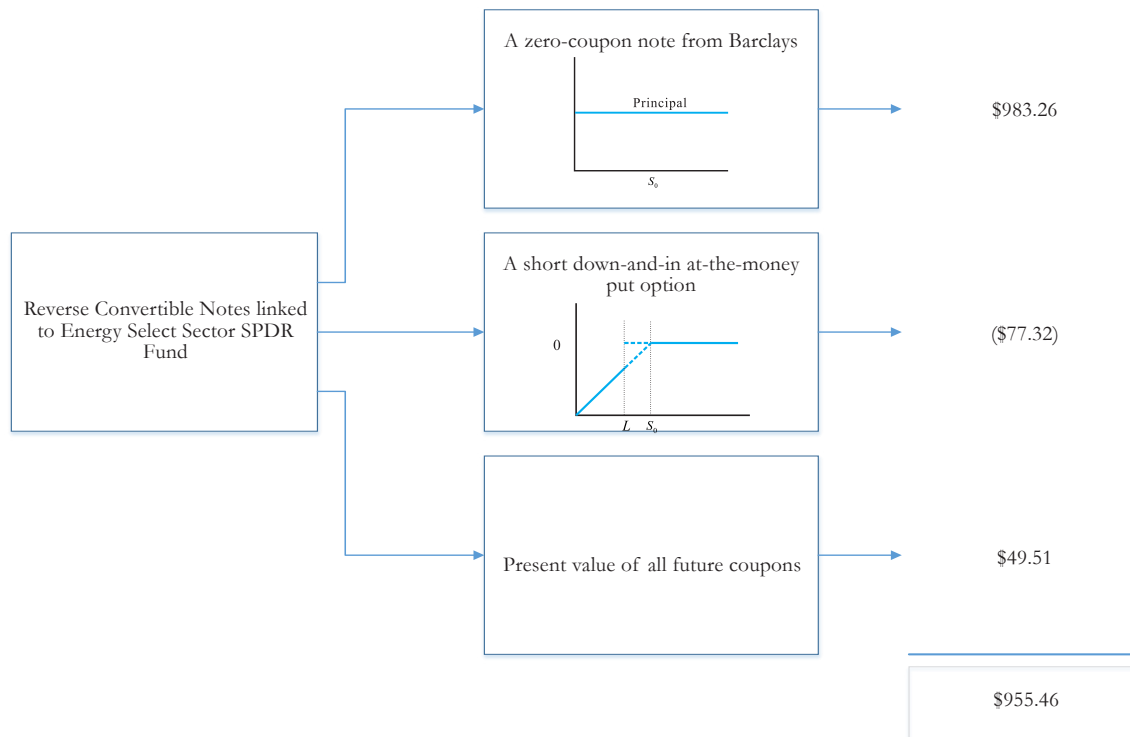 A zero-coupon note from Barclays
Principal
S₀
$983.26
Reverse Convertible Notes linked
to Energy Select Sector SPDR
Fund
A short down-and-in at-the-money
put option
0
L S₀
($77.32)
Present value of all future coupons
$49.51
$955.46